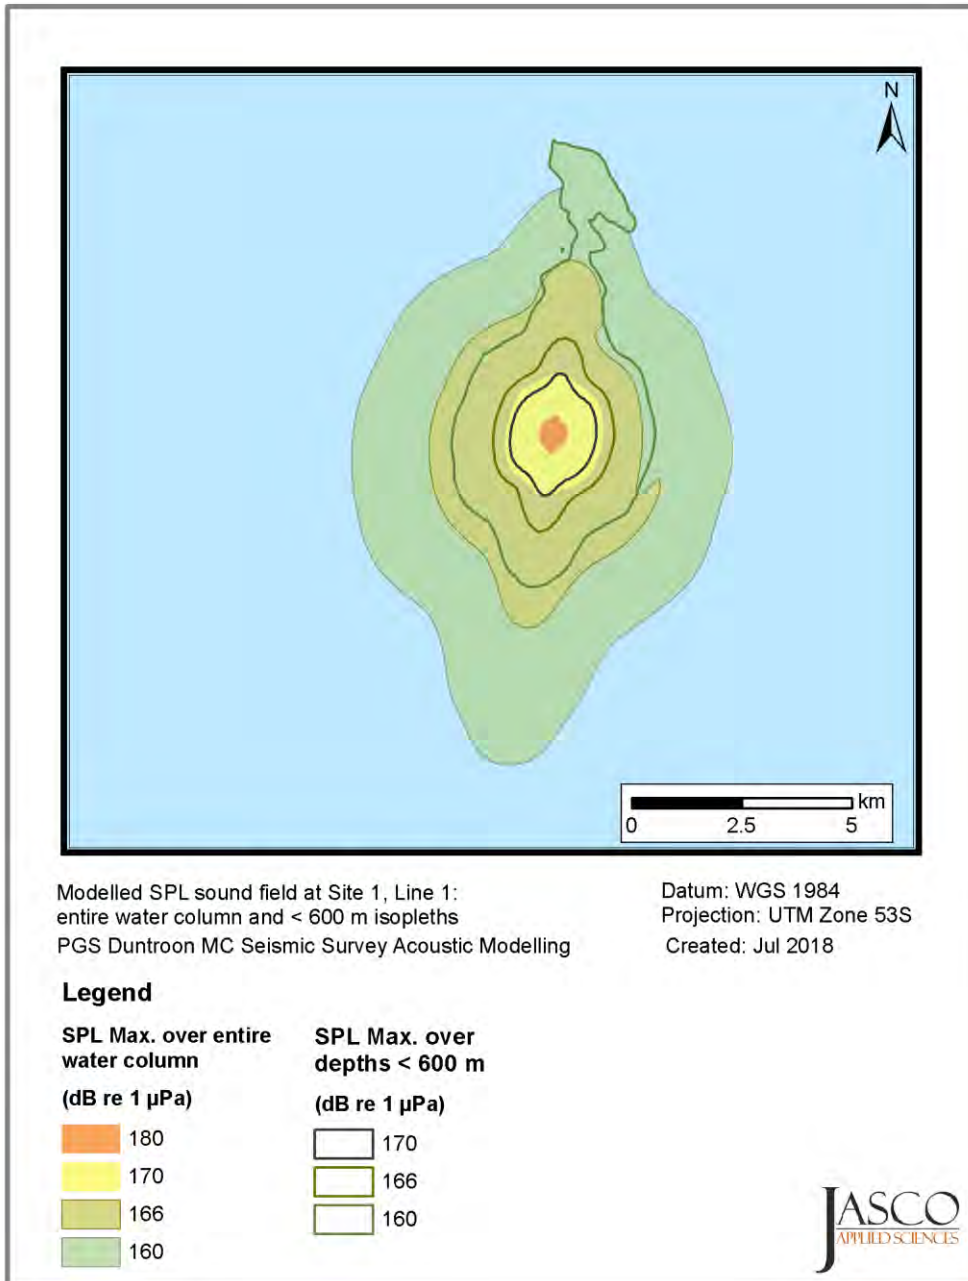 N
km
0 2.5 5
Modelled SPL sound field at Site 1, Line 1:
entire water column and < 600 m isopleths
PGS Duntroon MC Seismic Survey Acoustic Modelling
Datum: WGS 1984
Projection: UTM Zone 53S
Created: Jul 2018
Legend
SPL Max. over entire
water column
(dB re 1 µPa)
180
170
166
160
SPL Max. over
depths < 600 m
(dB re 1 µPa)
170
166
160
JASCO
APPLIED SCIENCES